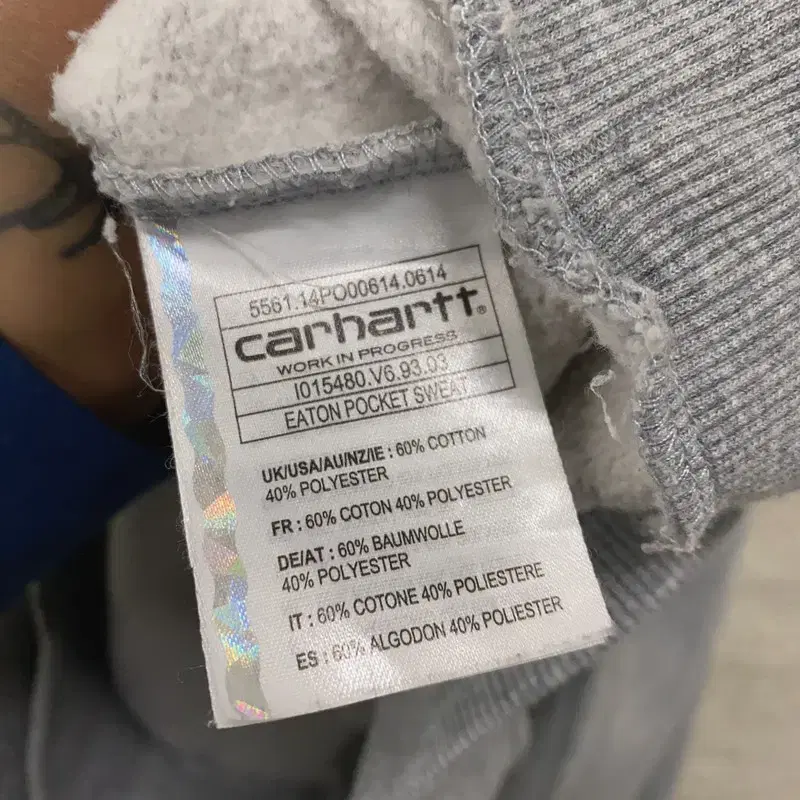 5561.14PO00614.0614
carhartt®
WORK IN PROGRESS
I015480.V6.93.03
EATON POCKET SWEAT
UK/USA/AU/NZ/IE : 60% COTTON
40% POLYESTER
FR : 60% COTON 40% POLYESTER
DE/AT : 60% BAUMWOLLE
40% POLYESTER
IT : 60% COTONE 40% POLIESTERE
ES : 60% ALGODON 40% POLIESTER